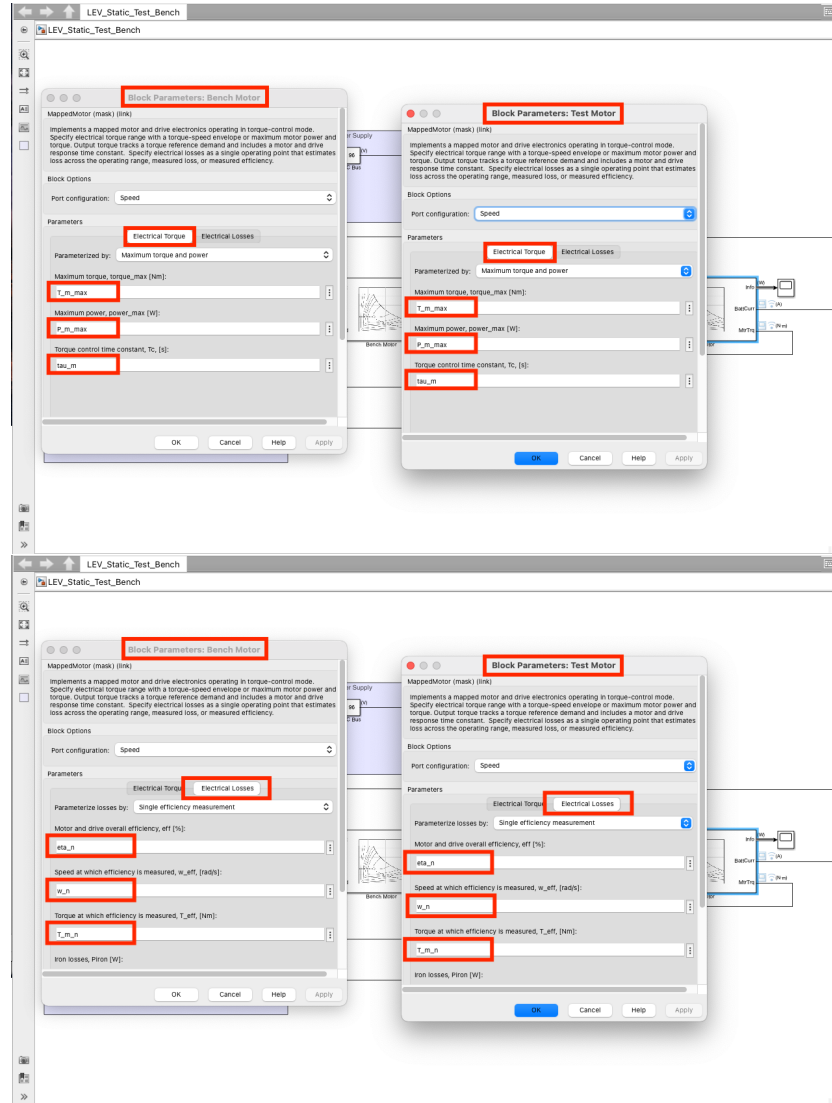 LEV_Static_Test_Bench
LEV_Static_Test_Bench
Block Parameters: Bench Motor
MappedMotor (mask) (link)
Implements a mapped motor and drive electronics operating in torque-control mode.
Specify electrical torque range with a torque-speed envelope or maximum motor power and
torque. Output torque tracks a torque reference demand and includes a motor and drive
response time constant. Specify electrical losses as a single operating point that estimates
loss across the operating range, measured loss, or measured efficiency.
Block Options
Port configuration: Speed
Parameters
Electrical Torque Electrical Losses
Parameterized by: Maximum torque and power
Maximum torque, torque_max [Nm]:
T_m_max
Maximum power, power_max [W]:
P_m_max
Torque control time constant, Tc, [s]:
tau_m
OK Cancel Help Apply
r Supply
96 (V)
C Bus
Bench Motor
Block Parameters: Test Motor
MappedMotor (mask) (link)
Implements a mapped motor and drive electronics operating in torque-control mode.
Specify electrical torque range with a torque-speed envelope or maximum motor power and
torque. Output torque tracks a torque reference demand and includes a motor and drive
response time constant. Specify electrical losses as a single operating point that estimates
loss across the operating range, measured loss, or measured efficiency.
Block Options
Port configuration: Speed
Parameters
Electrical Torque Electrical Losses
Parameterized by: Maximum torque and power
Maximum torque, torque_max [Nm]:
T_m_max
Maximum power, power_max [W]:
P_m_max
Torque control time constant, Tc, [s]:
tau_m
OK Cancel Help Apply
Info (W)
BattCurr (A)
MtrTrq (N·m)
LEV_Static_Test_Bench
LEV_Static_Test_Bench
Block Parameters: Bench Motor
MappedMotor (mask) (link)
Implements a mapped motor and drive electronics operating in torque-control mode.
Specify electrical torque range with a torque-speed envelope or maximum motor power and
torque. Output torque tracks a torque reference demand and includes a motor and drive
response time constant. Specify electrical losses as a single operating point that estimates
loss across the operating range, measured loss, or measured efficiency.
Block Options
Port configuration: Speed
Parameters
Electrical Torque Electrical Losses
Parameterize losses by: Single efficiency measurement
Motor and drive overall efficiency, eff [%]:
eta_n
Speed at which efficiency is measured, w_eff, [rad/s]:
w_n
Torque at which efficiency is measured, T_eff, [Nm]:
T_m_n
Iron losses, Piron [W]:
OK Cancel Help Apply
r Supply
96 (V)
C Bus
Bench Motor
Block Parameters: Test Motor
MappedMotor (mask) (link)
Implements a mapped motor and drive electronics operating in torque-control mode.
Specify electrical torque range with a torque-speed envelope or maximum motor power and
torque. Output torque tracks a torque reference demand and includes a motor and drive
response time constant. Specify electrical losses as a single operating point that estimates
loss across the operating range, measured loss, or measured efficiency.
Block Options
Port configuration: Speed
Parameters
Electrical Torque Electrical Losses
Parameterize losses by: Single efficiency measurement
Motor and drive overall efficiency, eff [%]:
eta_n
Speed at which efficiency is measured, w_eff, [rad/s]:
w_n
Torque at which efficiency is measured, T_eff, [Nm]:
T_m_n
Iron losses, Piron [W]:
OK Cancel Help Apply
Info (W)
BattCurr (A)
MtrTrq (N·m)